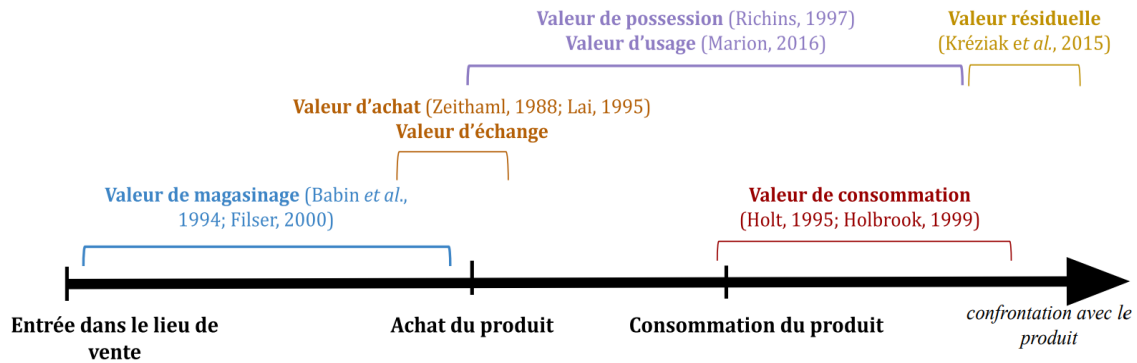 Valeur de possession (Richins, 1997)
Valeur d'usage (Marion, 2016)
Valeur résiduelle
(Kréziak et al., 2015)
Valeur d'achat (Zeithaml, 1988; Lai, 1995)
Valeur d'échange
Valeur de magasinage (Babin et al.,
1994; Filser, 2000)
Valeur de consommation
(Holt, 1995; Holbrook, 1999)
Entrée dans le lieu de
vente
Achat du produit
Consommation du produit
confrontation avec le
produit